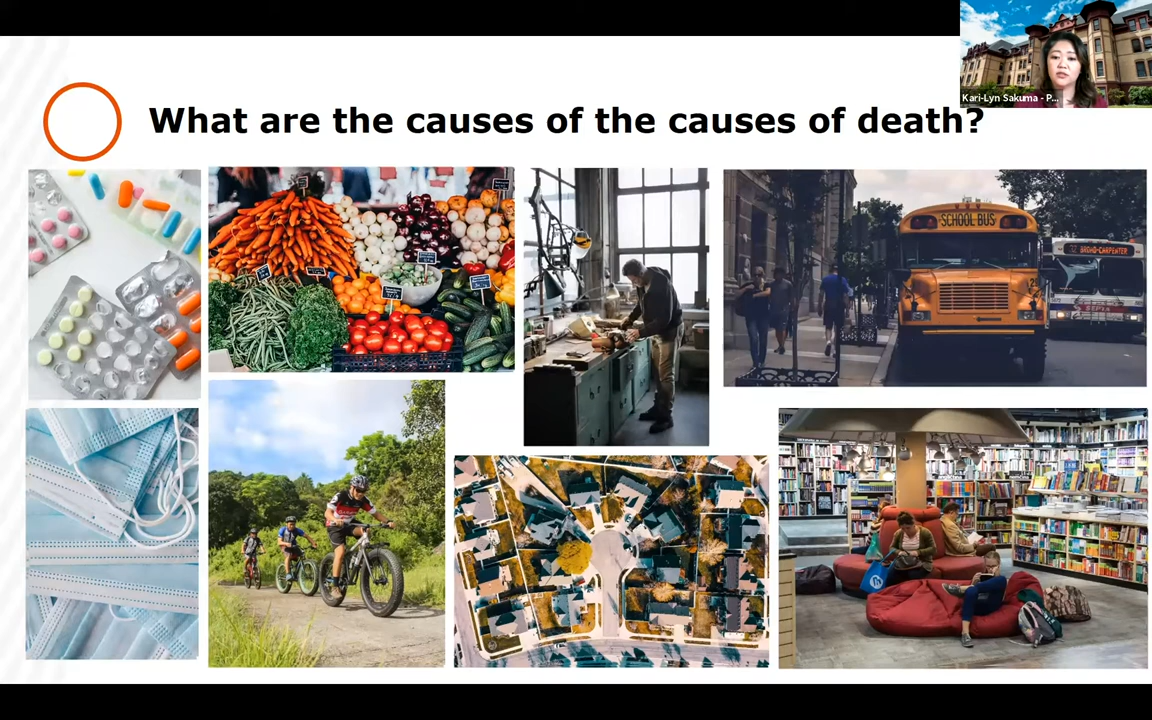 Kari-Lyn Sakuma - P...
What are the causes of the causes of death?
SCHOOL BUS